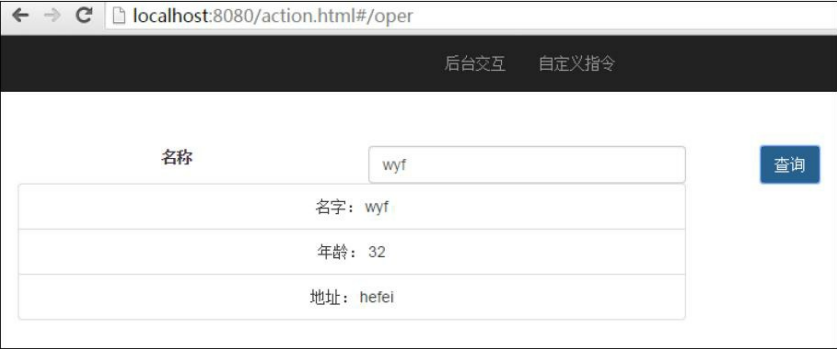 localhost:8080/action.html#/oper
后台交互 自定义指令
名称 wyf 查询
名字：wyf
年龄：32
地址：hefei